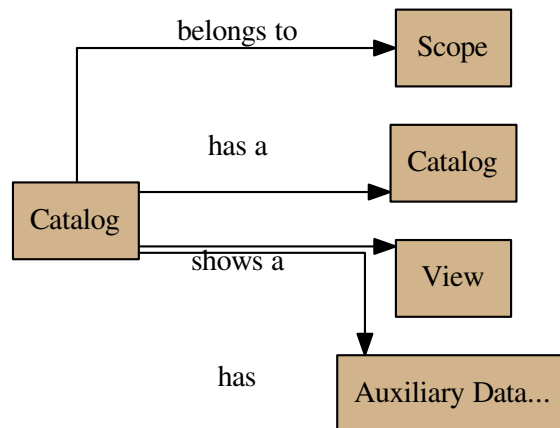 belongs to
Scope
has a
Catalog
Catalog
shows a
View
has
Auxiliary Data...